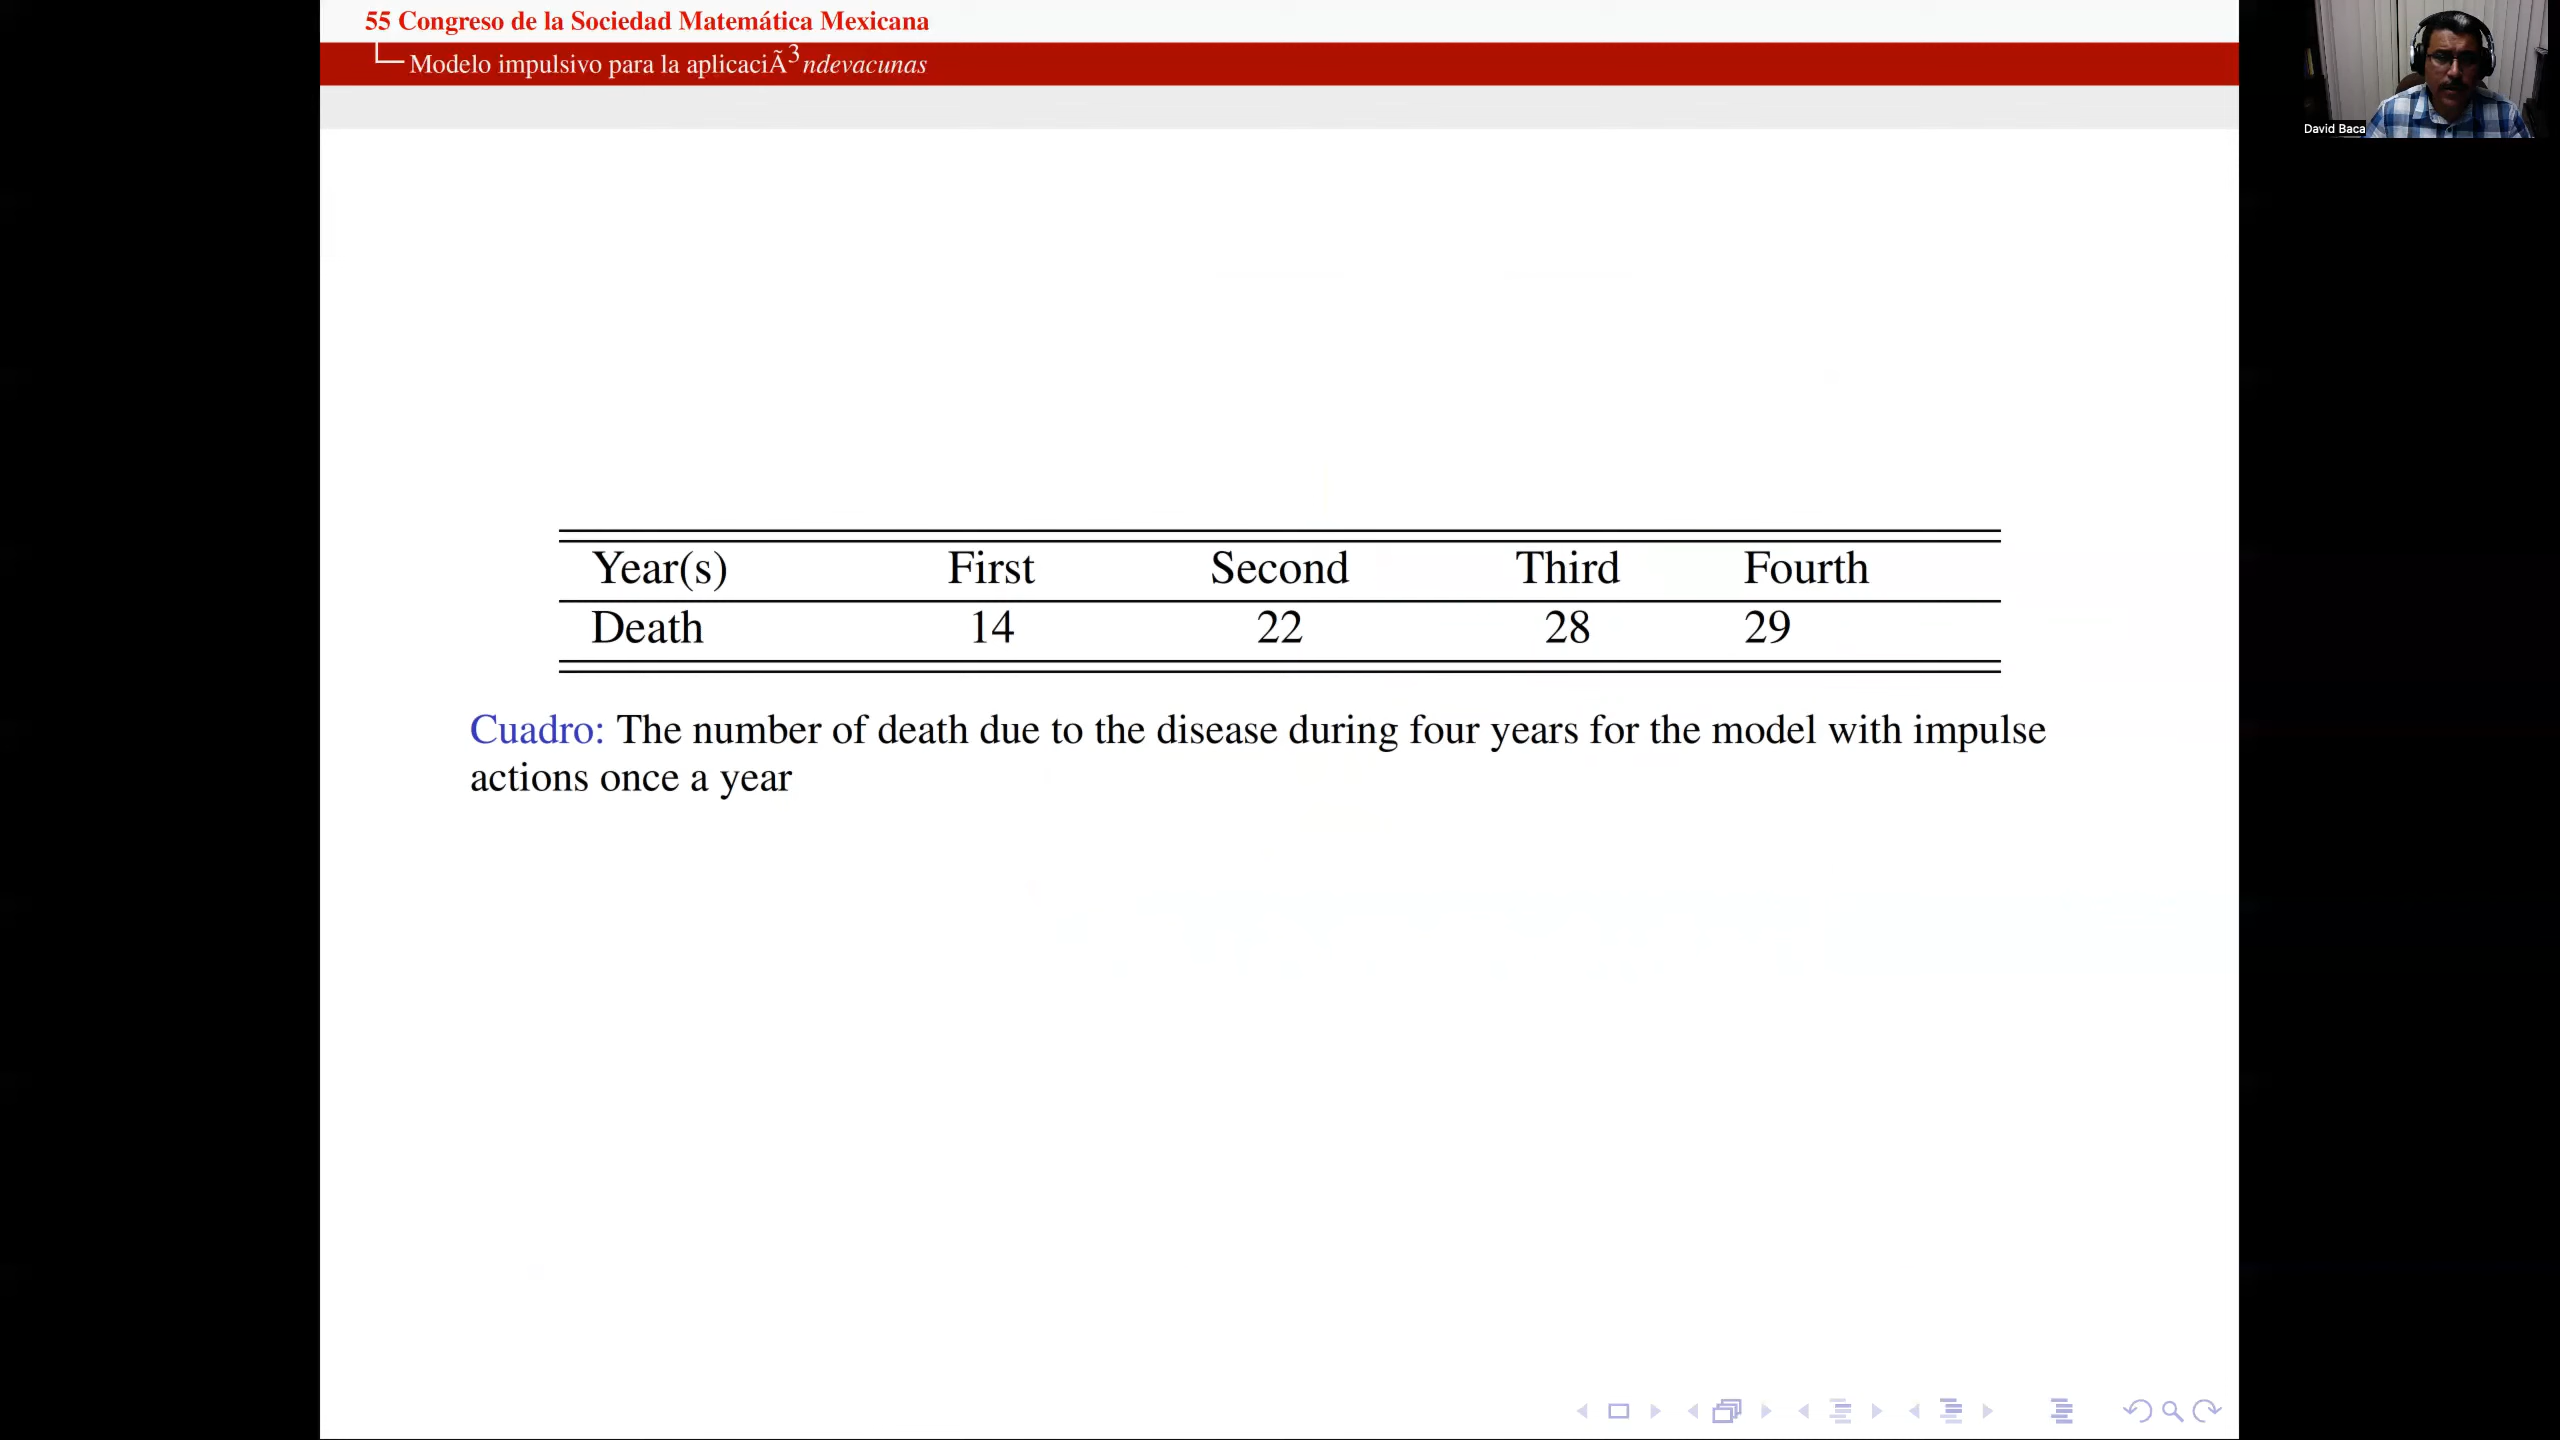 55 Congreso de la Sociedad Matemática Mexicana
Modelo impulsivo para la aplicaciÃ³ndevacunas
David Baca
Year(s) First Second Third Fourth
Death 14 22 28 29
Cuadro: The number of death due to the disease during four years for the model with impulse
actions once a year